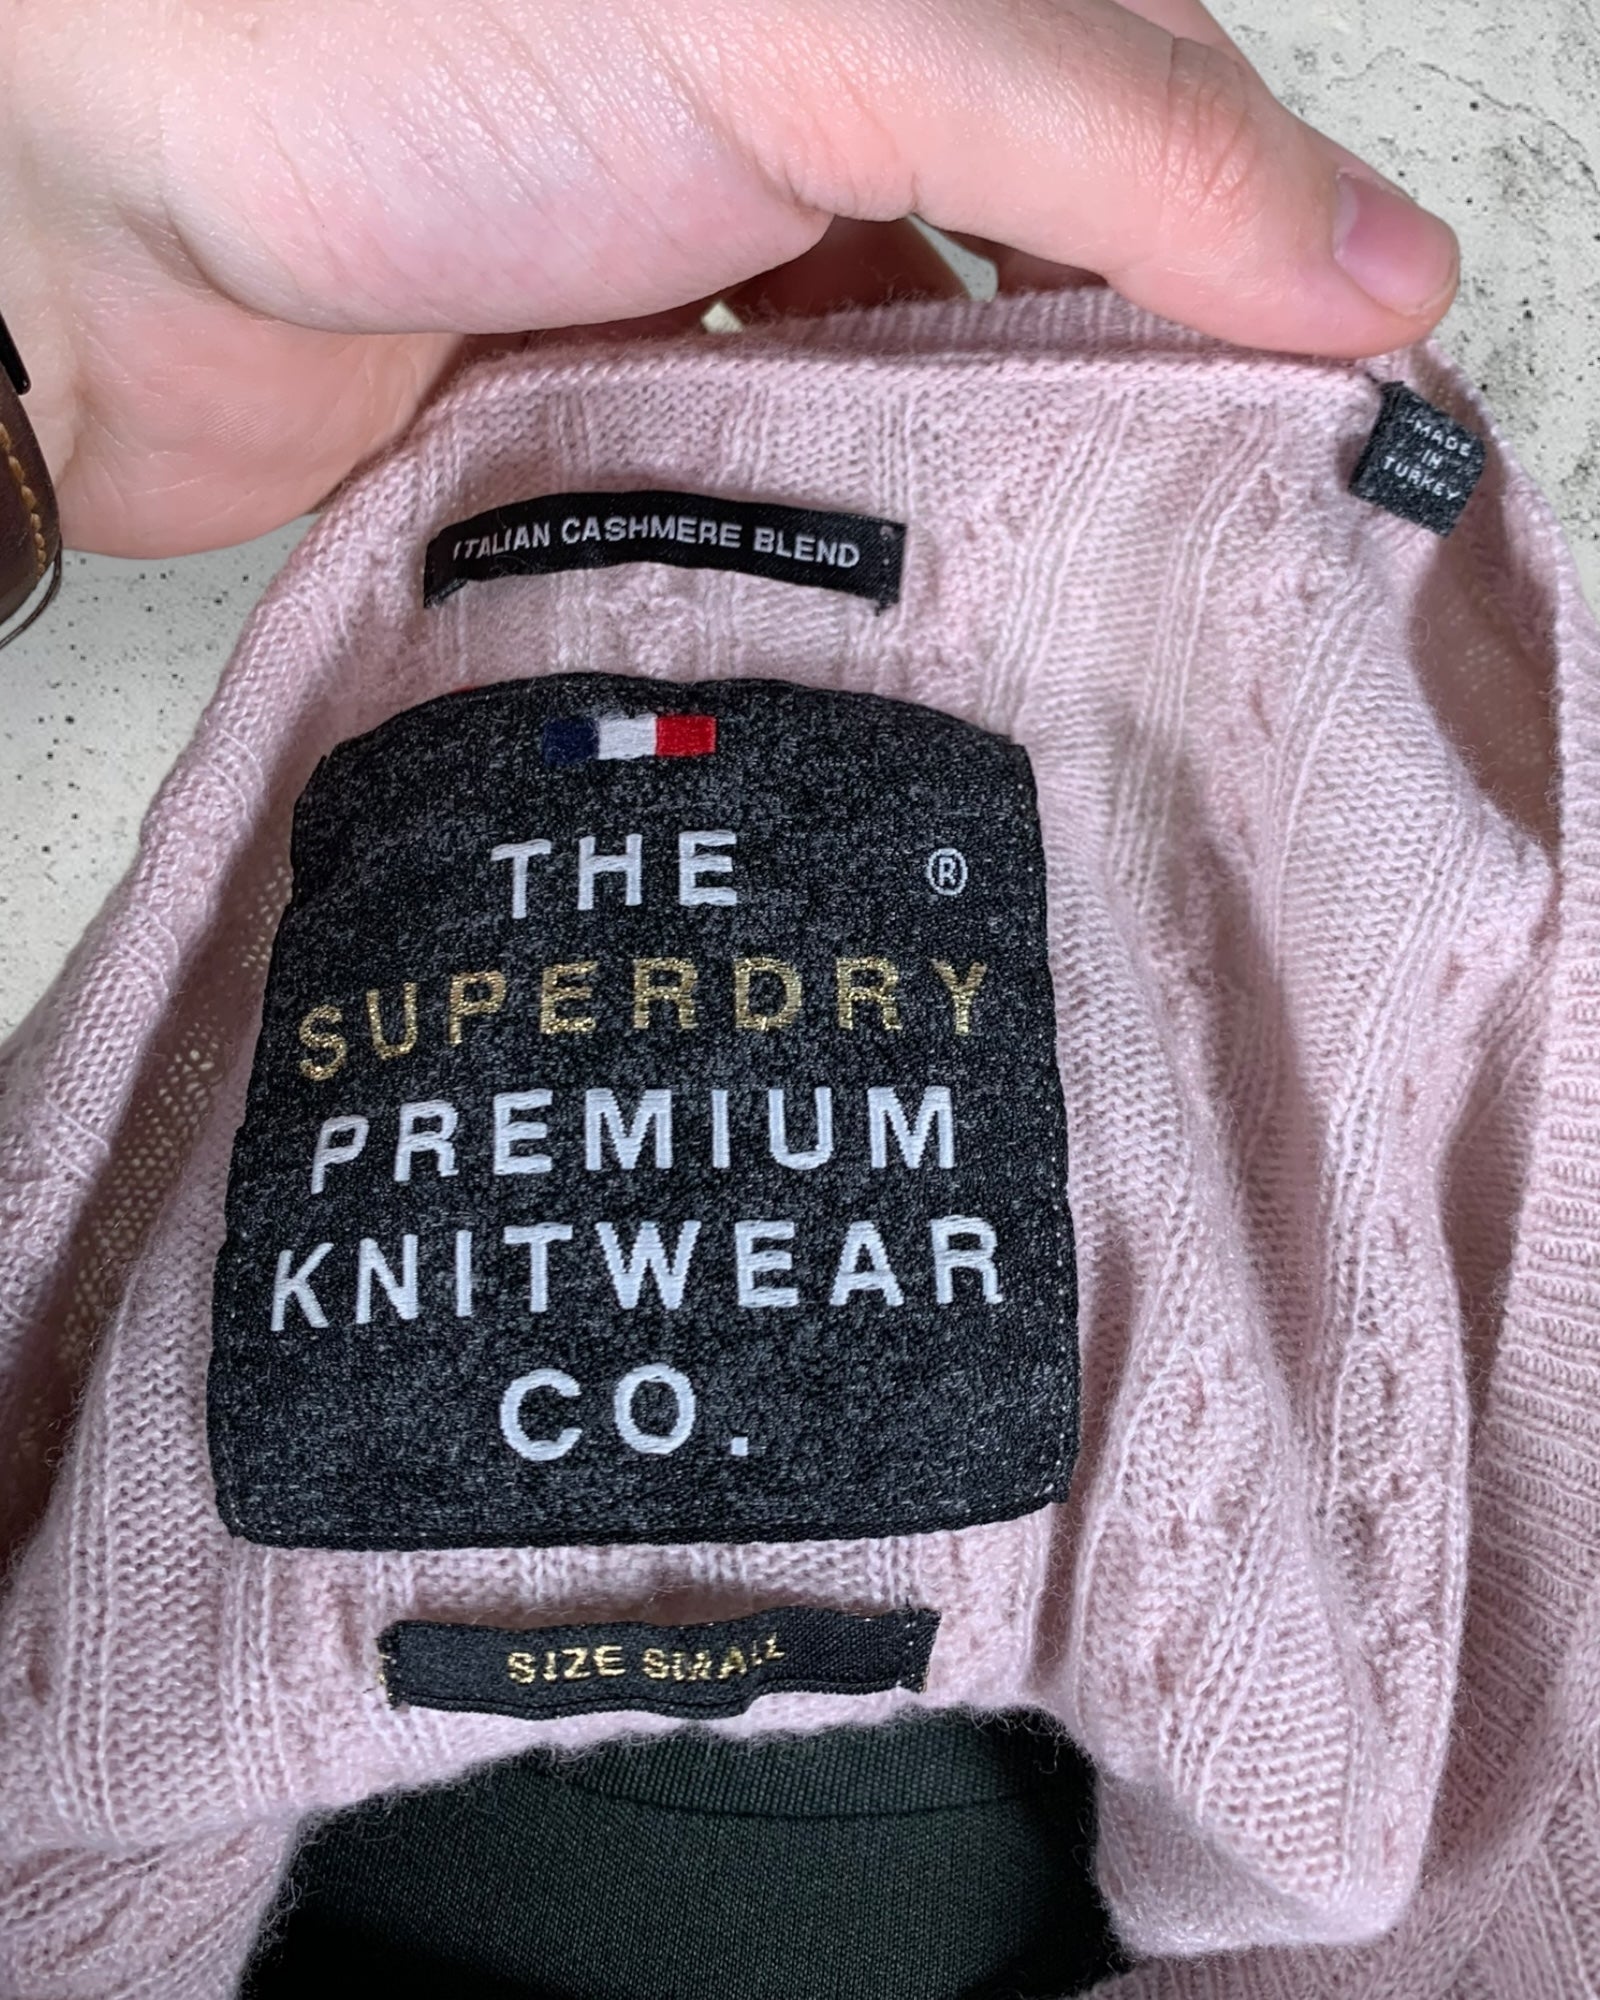 MADE
IN
TURKEY
ITALIAN CASHMERE BLEND
THE ®
SUPERDRY
PREMIUM
KNITWEAR
CO.
SIZE SMALL